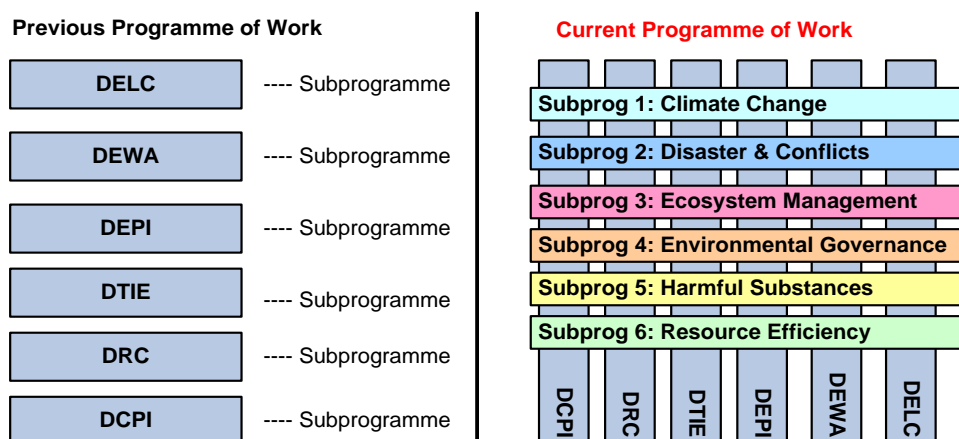 Previous Programme of Work
DELC ---- Subprogramme
DEWA ---- Subprogramme
DEPI ---- Subprogramme
DTIE ---- Subprogramme
DRC ---- Subprogramme
DCPI ---- Subprogramme
Current Programme of Work
Subprog 1: Climate Change
Subprog 2: Disaster & Conflicts
Subprog 3: Ecosystem Management
Subprog 4: Environmental Governance
Subprog 5: Harmful Substances
Subprog 6: Resource Efficiency
DCPI
DRC
DTIE
DEPI
DEWA
DELC